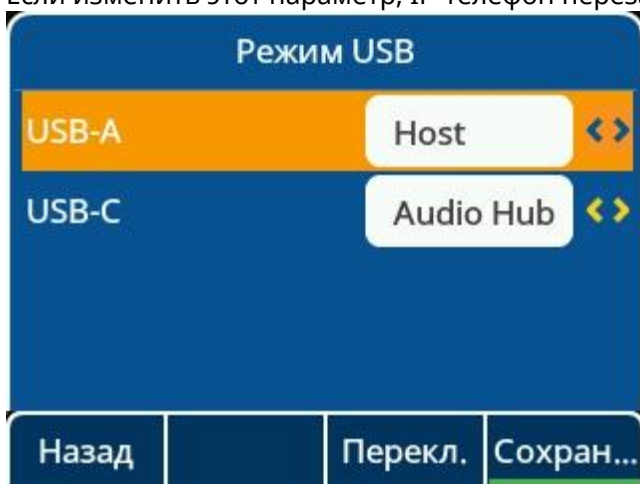 Если изменить этот параметр, IP-телефон
Режим USB
USB-A Host
USB-C Audio Hub
Назад Перекл. Сохран...